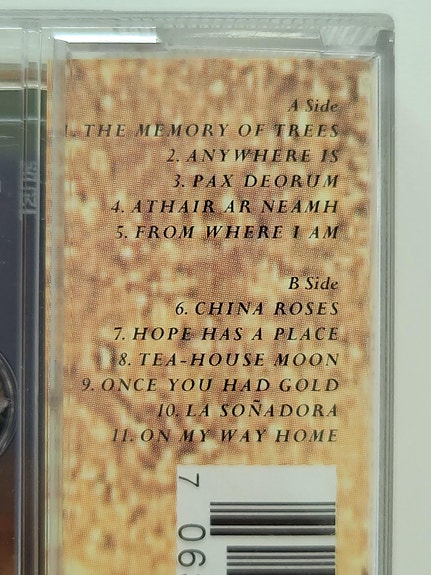 A Side
1. THE MEMORY OF TREES
2. ANYWHERE IS
3. PAX DEORUM
4. ATHAIR AR NEAMH
5. FROM WHERE I AM
B Side
6. CHINA ROSES
7. HOPE HAS A PLACE
8. TEA-HOUSE MOON
9. ONCE YOU HAD GOLD
10. LA SOÑADORA
11. ON MY WAY HOME
7 06